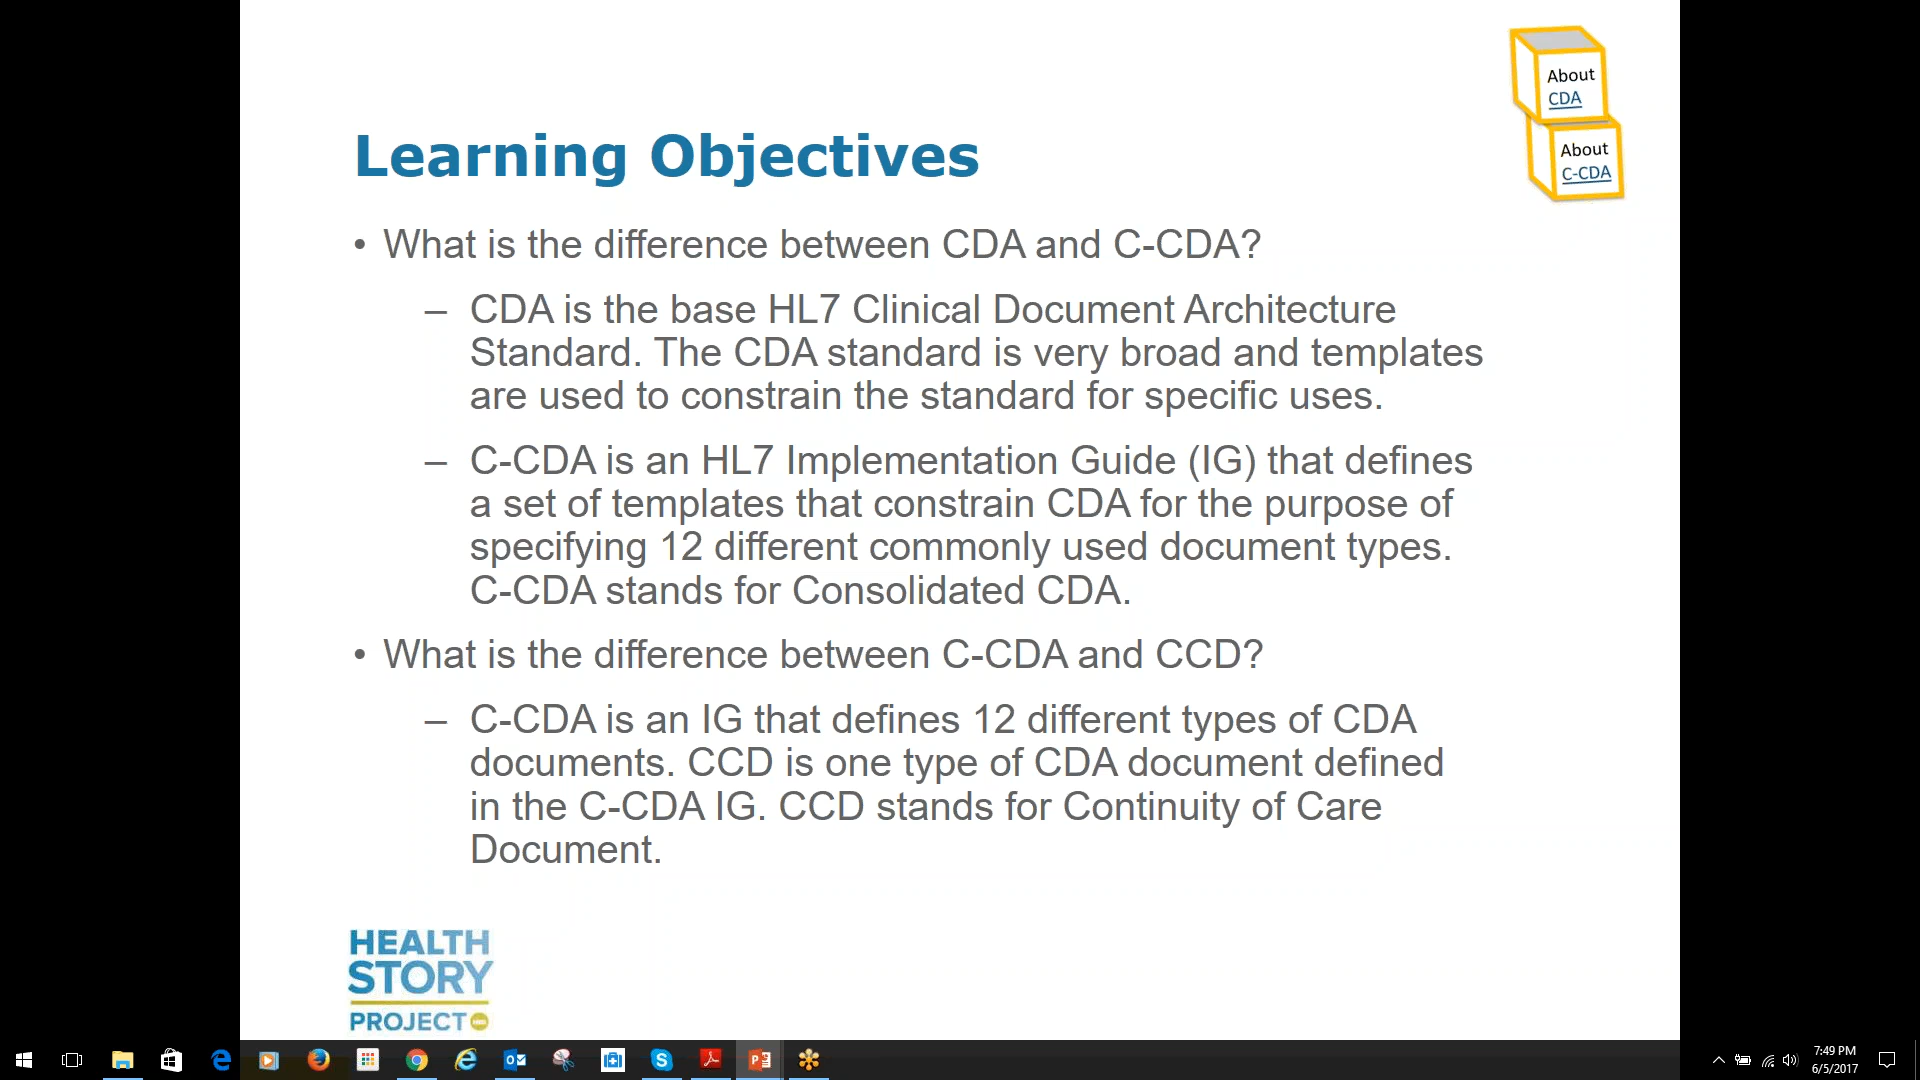 About
CDA
About
C-CDA
Learning Objectives
• What is the difference between CDA and C-CDA?
– CDA is the base HL7 Clinical Document Architecture
Standard. The CDA standard is very broad and templates
are used to constrain the standard for specific uses.
– C-CDA is an HL7 Implementation Guide (IG) that defines
a set of templates that constrain CDA for the purpose of
specifying 12 different commonly used document types.
C-CDA stands for Consolidated CDA.
• What is the difference between C-CDA and CCD?
– C-CDA is an IG that defines 12 different types of CDA
documents. CCD is one type of CDA document defined
in the C-CDA IG. CCD stands for Continuity of Care
Document.
HEALTH
STORY
PROJECT
7:49 PM
6/5/2017